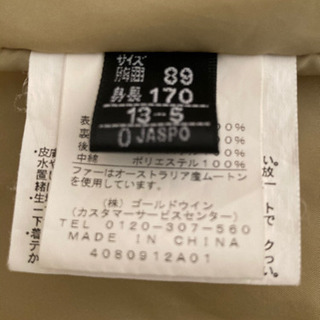 サイズ
胸囲 89
身長 170
13-5
0 JASPO
表 100%
裏 100%
後 100%
中綿 ポリエステル 100%
ファーはオーストラリア産ムートン
を使用しています。
(株) ゴールドウイン
(カスタマーサービスセンター)
TEL 0120-307-560
MADE IN CHINA
4080912A01